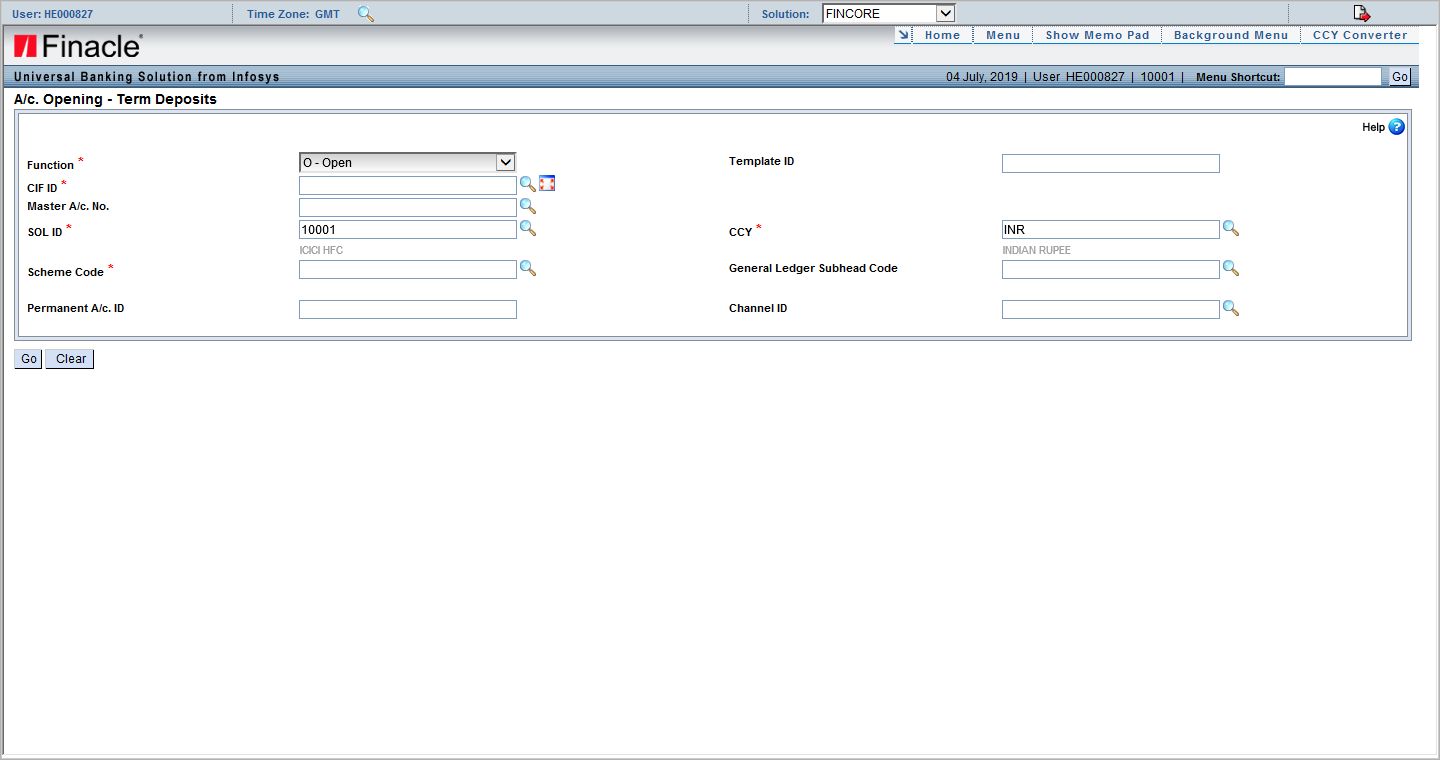 User: HE000827 Time Zone: GMT Solution: FINCORE
Finacle
Home Menu Show Memo Pad Background Menu CCY Converter
Universal Banking Solution from Infosys 04 July, 2019 | User HE000827 | 10001 | Menu Shortcut: Go
A/c. Opening - Term Deposits
Help ?
Function * O - Open Template ID
CIF ID *
Master A/c. No.
SOL ID * 10001 CCY * INR
ICICI HFC INDIAN RUPEE
Scheme Code * General Ledger Subhead Code
Permanent A/c. ID Channel ID
Go Clear